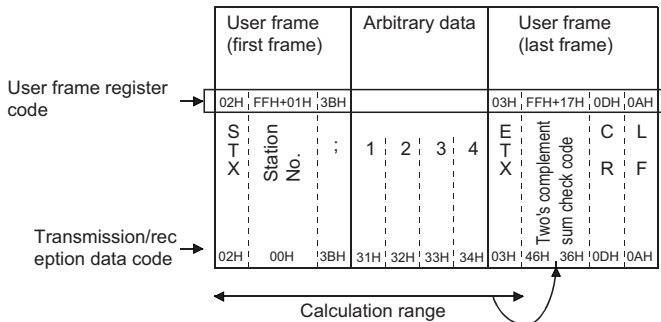 User frame
(first frame)
Arbitrary data
User frame
(last frame)
User frame register
code
02H FFH+01H 3BH 03H FFH+17H 0DH 0AH
STX
Station
No.
;
1 2 3 4
ETX
Two's complement
sum check code
CR
LF
Transmission/rec
eption data code
02H 00H 3BH 31H 32H 33H 34H 03H 46H 36H 0DH 0AH
Calculation range